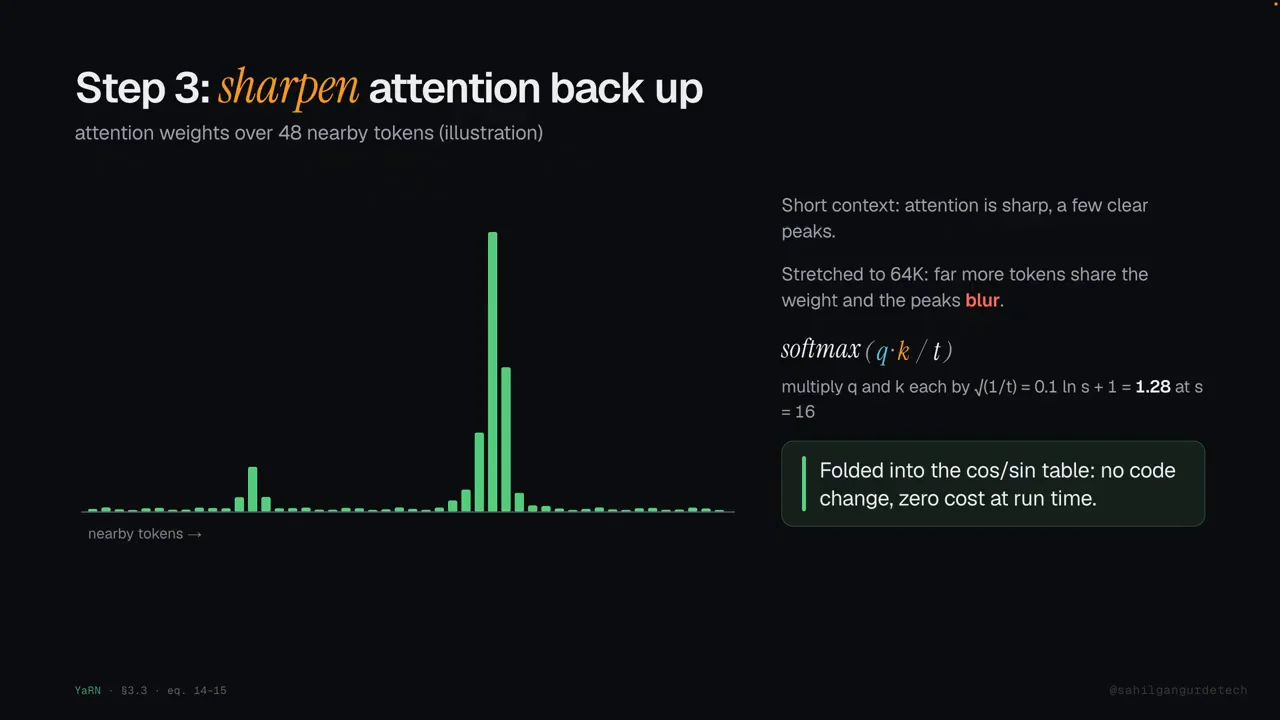 Step 3: sharpen attention back up
attention weights over 48 nearby tokens (illustration)
Short context: attention is sharp, a few clear
peaks.
Stretched to 64K: far more tokens share the
weight and the peaks blur.
softmax (q·k / t)
multiply q and k each by √(1/t) = 0.1 ln s + 1 = 1.28 at s
= 16
Folded into the cos/sin table: no code
change, zero cost at run time.
nearby tokens →
YaRN · §3.3 · eq. 14-15
@sahilgangurdetech